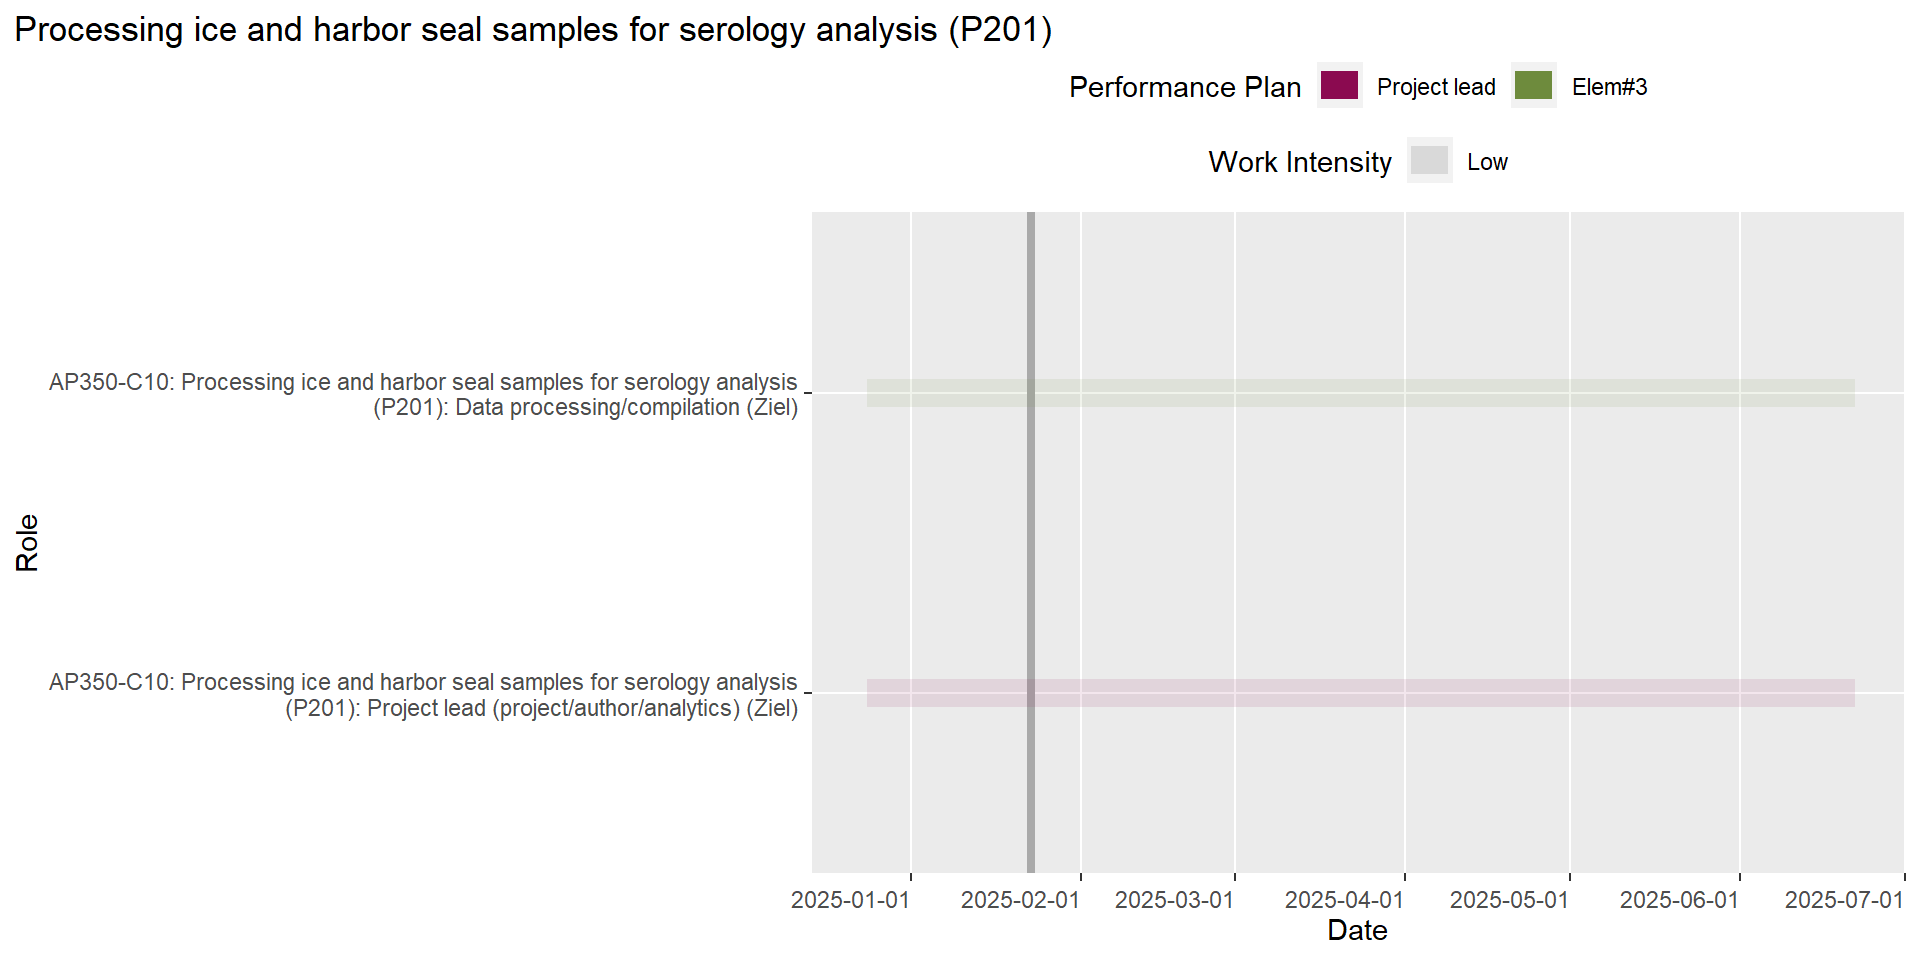 Processing ice and harbor seal samples for serology analysis (P201)
Performance Plan Project lead Elem#3
Work Intensity Low
AP350-C10: Processing ice and harbor seal samples for serology analysis
(P201): Data processing/compilation (Ziel)
Role
AP350-C10: Processing ice and harbor seal samples for serology analysis
(P201): Project lead (project/author/analytics) (Ziel)
2025-01-01 2025-02-01 2025-03-01 2025-04-01 2025-05-01 2025-06-01 2025-07-01
Date